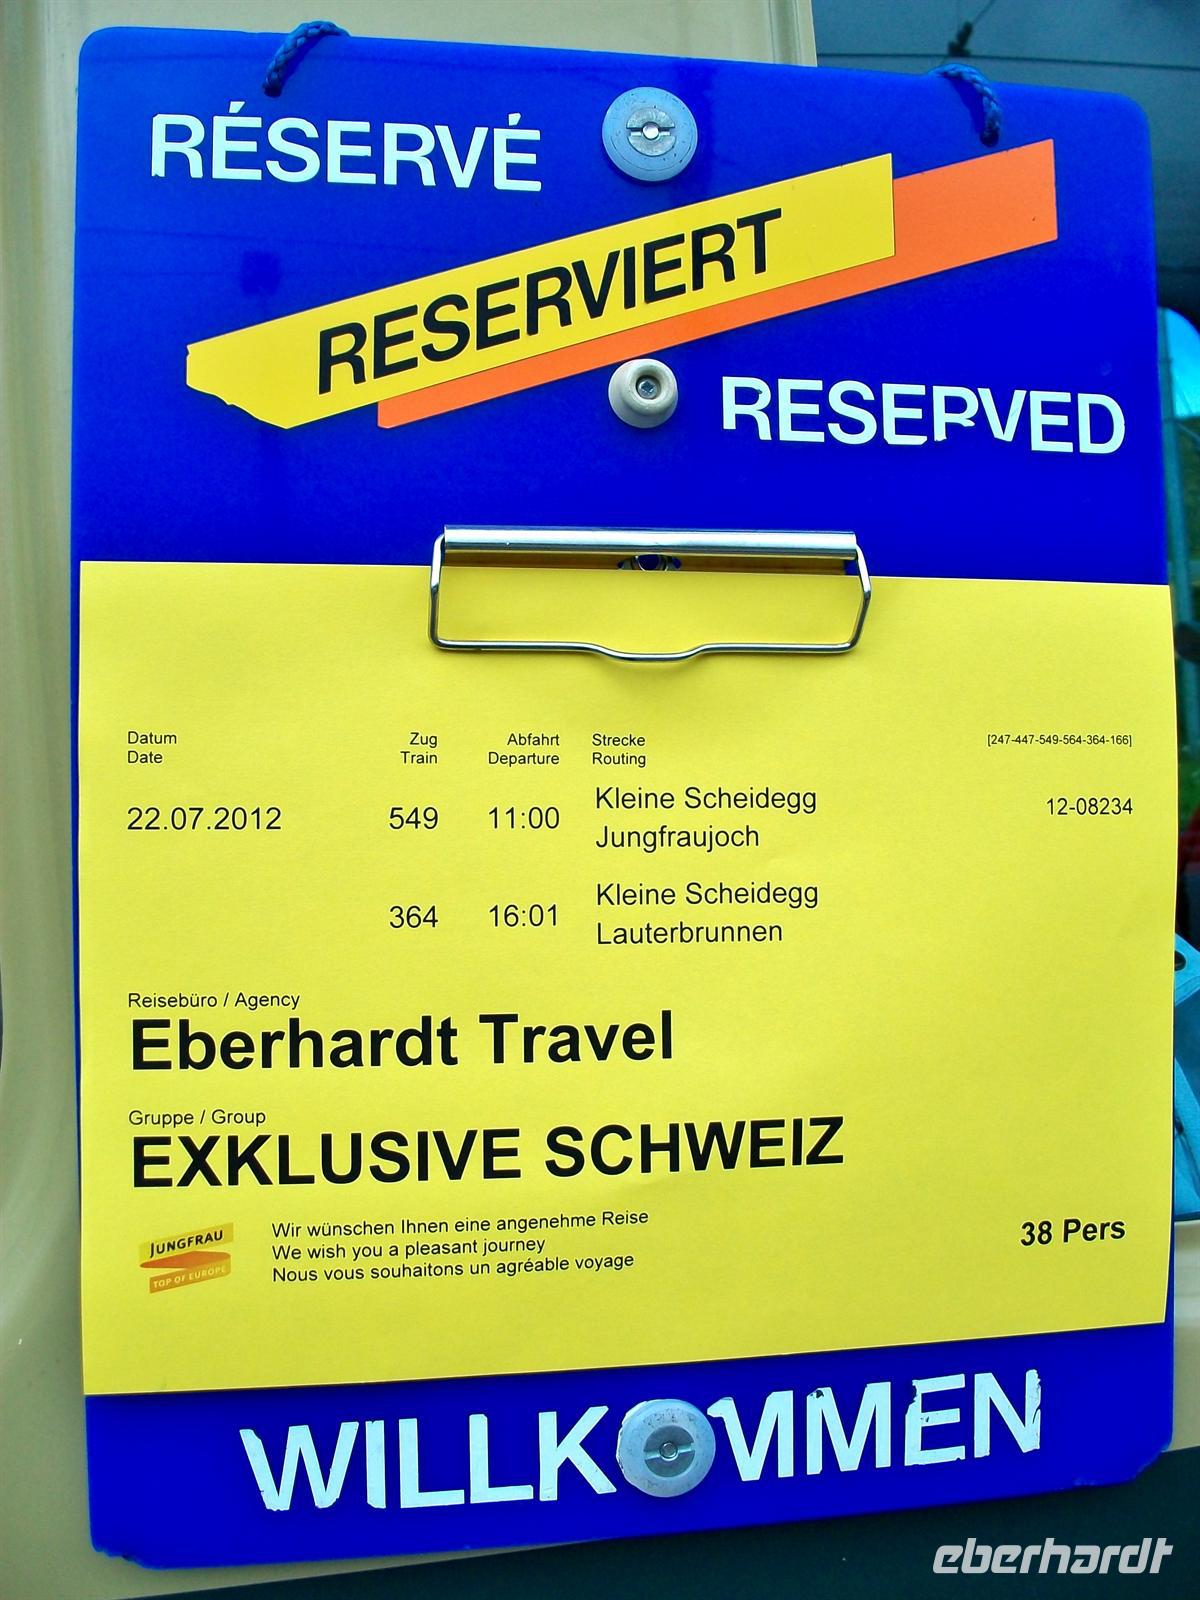 RÉSERVÉ
RESERVIERT
RESERVED
Datum Zug Abfahrt Strecke [247-447-549-564-364-166]
Date Train Departure Routing
22.07.2012 549 11:00 Kleine Scheidegg 12-08234
Jungfraujoch
364 16:01 Kleine Scheidegg
Lauterbrunnen
Reisebüro / Agency
Eberhardt Travel
Gruppe / Group
EXKLUSIVE SCHWEIZ
JUNGFRAU
TOP OF EUROPE
Wir wünschen Ihnen eine angenehme Reise
We wish you a pleasant journey
Nous vous souhaitons un agréable voyage
38 Pers
WILLKOMMEN
eberhardt